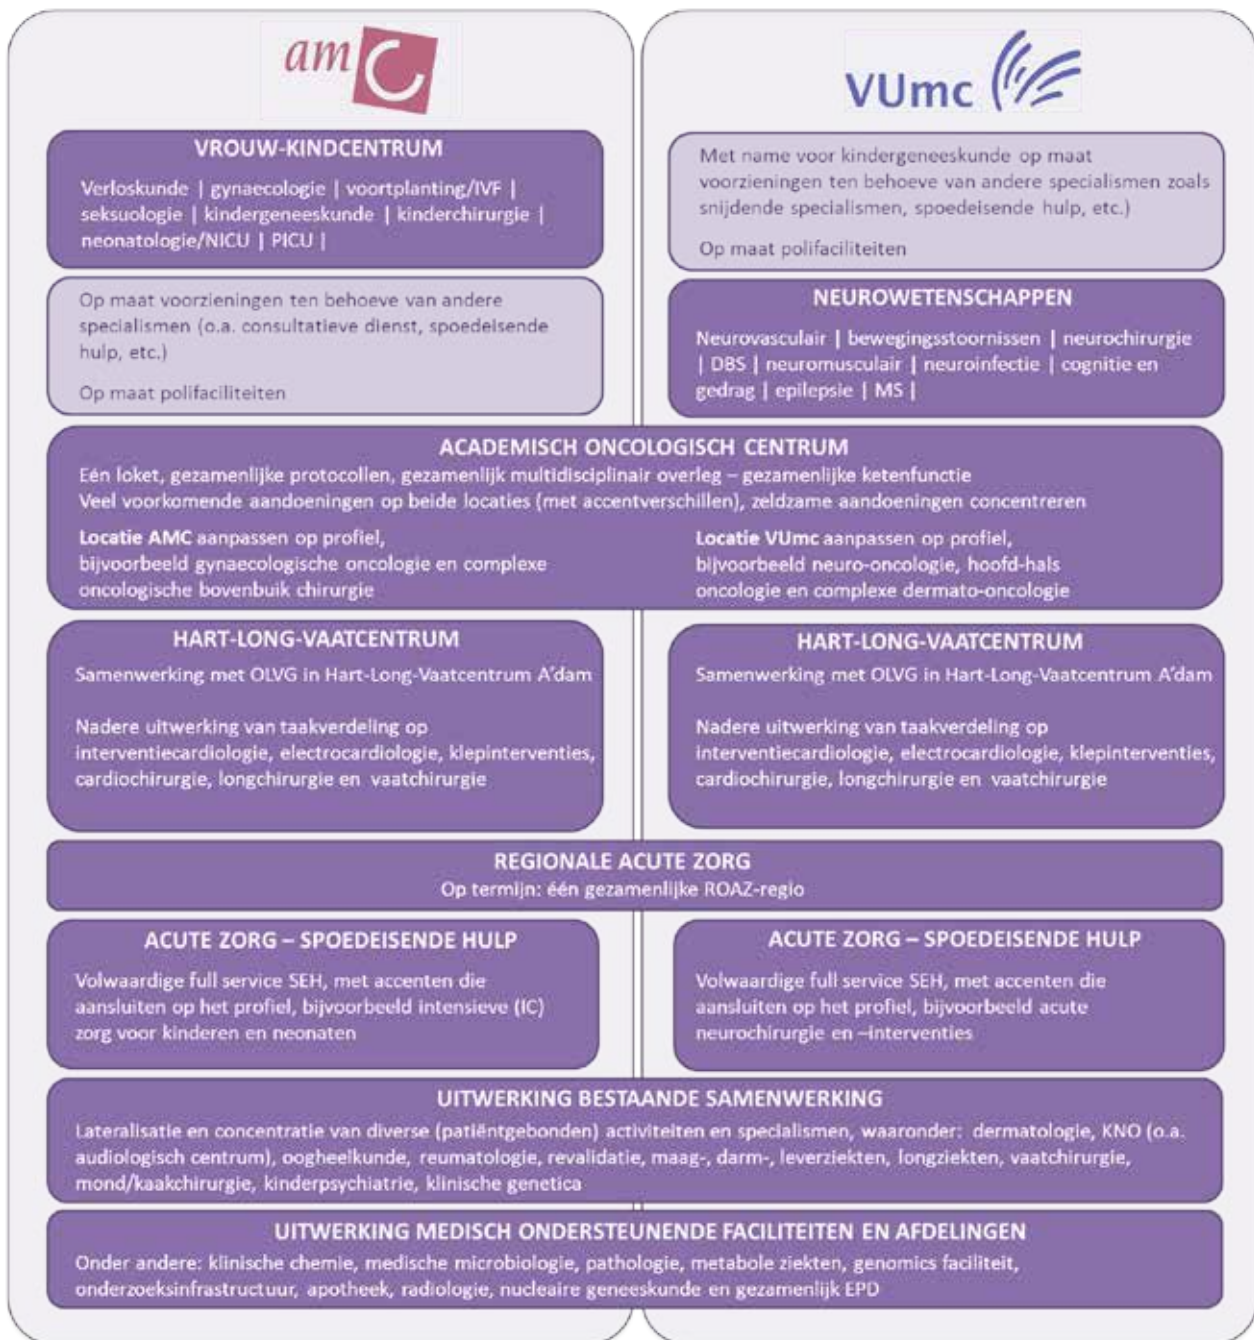 amc
VUmc
VROUW-KINDCENTRUM
Verloskunde | gynaecologie | voortplanting/IVF |
seksuologie | kindergeneeskunde | kinderchirurgie |
neonatologie/NICU | PICU |
Op maat voorzieningen ten behoeve van andere
specialismen (o.a. consultatieve dienst, spoedeisende
hulp, etc.)
Op maat polifaciliteiten
Met name voor kindergeneeskunde op maat
voorzieningen ten behoeve van andere specialismen zoals
snijdende specialismen, spoedeisende hulp, etc.)
Op maat polifaciliteiten
NEUROWETENSCHAPPEN
Neurovasculair | bewegingsstoornissen | neurochirurgie
| DBS | neuromusculair | neuroinfectie | cognitie en
gedrag | epilepsie | MS |
ACADEMISCH ONCOLOGISCH CENTRUM
Eén loket, gezamenlijke protocollen, gezamenlijk multidisciplinair overleg – gezamenlijke ketenfunctie
Veel voorkomende aandoeningen op beide locaties (met accentverschillen), zeldzame aandoeningen concentreren
Locatie AMC aanpassen op profiel,
bijvoorbeeld gynaecologische oncologie en complexe
oncologische bovenbuik chirurgie
Locatie VUmc aanpassen op profiel,
bijvoorbeeld neuro-oncologie, hoofd-hals
oncologie en complexe dermato-oncologie
HART-LONG-VAATCENTRUM
Samenwerking met OLVG in Hart-Long-Vaatcentrum A'dam
Nadere uitwerking van taakverdeling op
interventiecardiologie, electrocardiologie, klepinterventies,
cardiochirurgie, longchirurgie en vaatchirurgie
HART-LONG-VAATCENTRUM
Samenwerking met OLVG in Hart-Long-Vaatcentrum A'dam
Nadere uitwerking van taakverdeling op
interventiecardiologie, electrocardiologie, klepinterventies,
cardiochirurgie, longchirurgie en vaatchirurgie
REGIONALE ACUTE ZORG
Op termijn: één gezamenlijke ROAZ-regio
ACUTE ZORG – SPOEDEISENDE HULP
Volwaardige full service SEH, met accenten die
aansluiten op het profiel, bijvoorbeeld intensieve (IC)
zorg voor kinderen en neonaten
ACUTE ZORG – SPOEDEISENDE HULP
Volwaardige full service SEH, met accenten die
aansluiten op het profiel, bijvoorbeeld acute
neurochirurgie en –interventies
UITWERKING BESTAANDE SAMENWERKING
Lateralisatie en concentratie van diverse (patiëntgebonden) activiteiten en specialismen, waaronder: dermatologie, KNO (o.a.
audiologisch centrum), oogheelkunde, reumatologie, revalidatie, maag-, darm-, leverziekten, longziekten, vaatchirurgie,
mond/kaakchirurgie, kinderpsychiatrie, klinische genetica
UITWERKING MEDISCH ONDERSTEUNENDE FACILITEITEN EN AFDELINGEN
Onder andere: klinische chemie, medische microbiologie, pathologie, metabole ziekten, genomics faciliteit,
onderzoeksinfrastructuur, apotheek, radiologie, nucleaire geneeskunde en gezamenlijk EPD